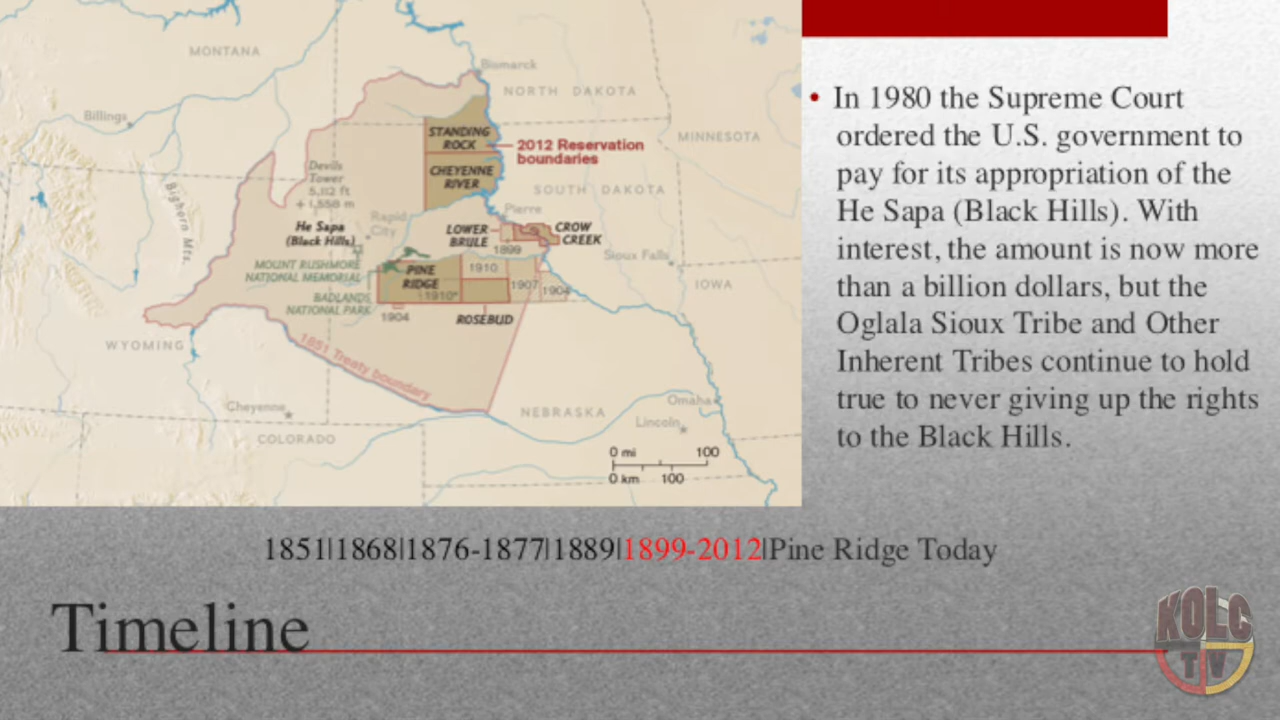 MONTANA
Bismarck
NORTH DAKOTA
Billings
STANDING
ROCK
2012 Reservation
boundaries
MINNESOTA
CHEYENNE
RIVER
Devils
Tower
5,112 ft
+ 1,558 m
Bighorn Mts.
SOUTH DAKOTA
Pierre
Rapid
City
He Sapa
(Black Hills)
LOWER
BRULE
CROW
CREEK
1899
Sioux Falls
MOUNT RUSHMORE
NATIONAL MEMORIAL
PINE
RIDGE
1910
1910*
1907
1904
IOWA
BADLANDS
NATIONAL PARK
1904
ROSEBUD
WYOMING
1851 Treaty boundary
Cheyenne
NEBRASKA
Omaha
Lincoln
COLORADO
0 mi 100
0 km 100
• In 1980 the Supreme Court
ordered the U.S. government to
pay for its appropriation of the
He Sapa (Black Hills). With
interest, the amount is now more
than a billion dollars, but the
Oglala Sioux Tribe and Other
Inherent Tribes continue to hold
true to never giving up the rights
to the Black Hills.
1851|1868|1876-1877|1889|1899-2012|Pine Ridge Today
Timeline
KOLC
TV